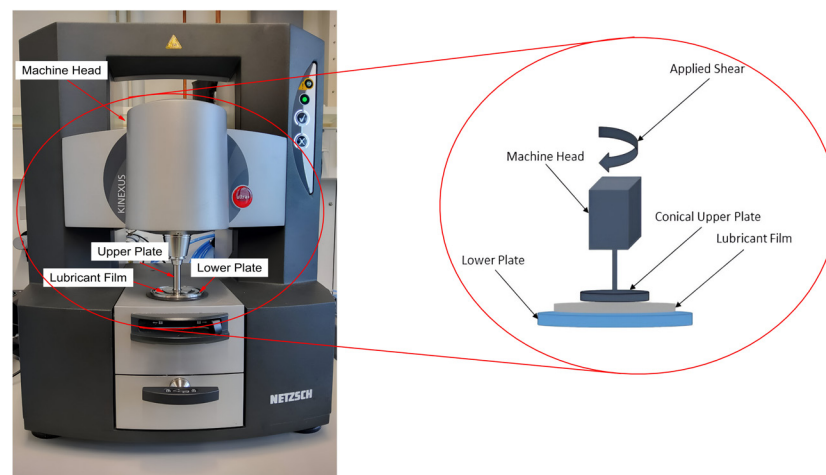 Machine Head
KINEXUS
Upper Plate
Lower Plate
Lubricant Film
NETZSCH
Applied Shear
Machine Head
Conical Upper Plate
Lubricant Film
Lower Plate